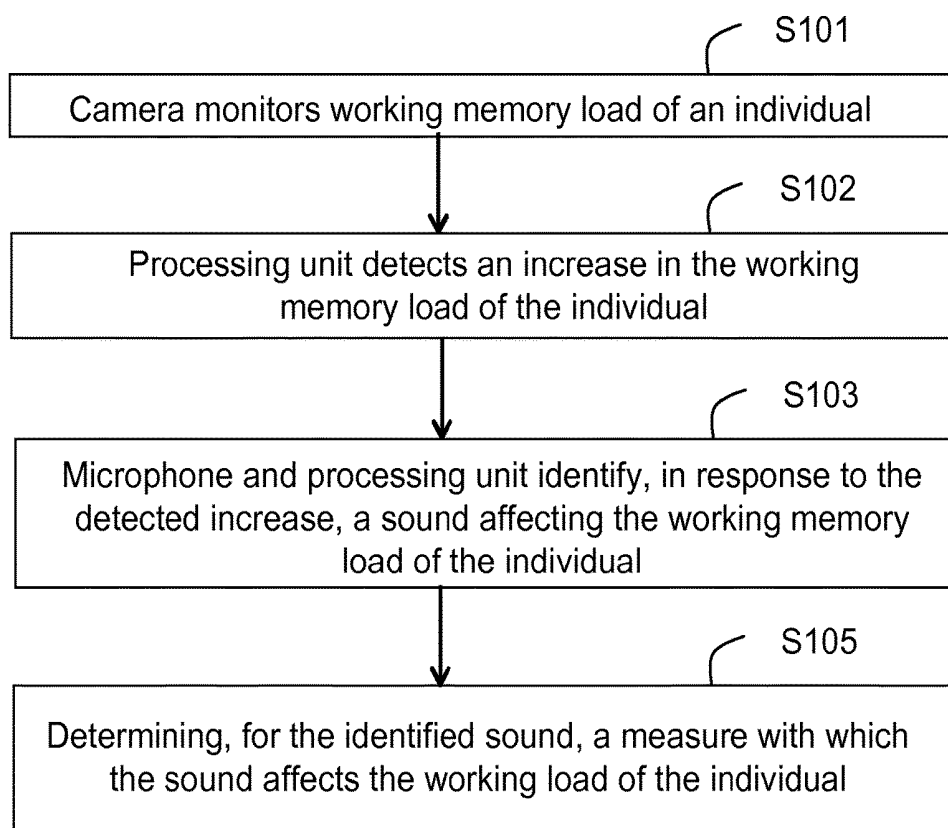 S101
Camera monitors working memory load of an individual
S102
Processing unit detects an increase in the working
memory load of the individual
S103
Microphone and processing unit identify, in response to the
detected increase, a sound affecting the working memory
load of the individual
S105
Determining, for the identified sound, a measure with which
the sound affects the working load of the individual